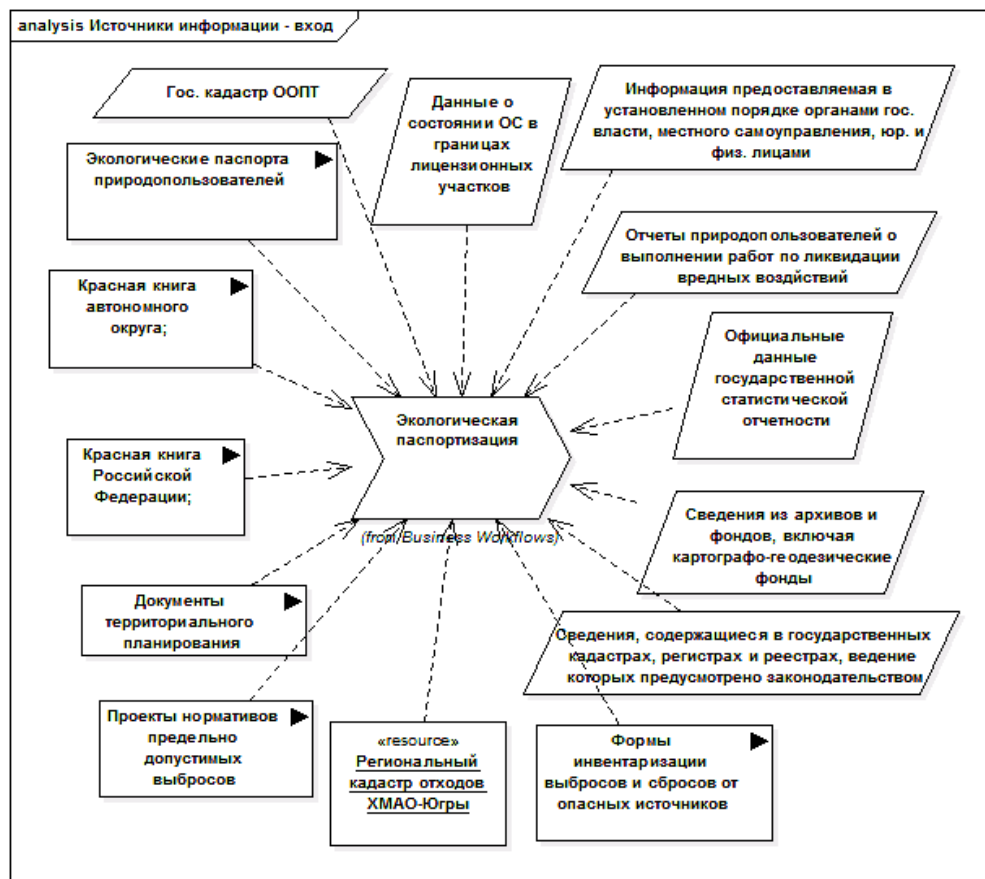 analysis Источники информации - вход
Гос. кадастр ООПТ
Данные о
состоянии ОС в
границах
лицензионных
участков
Информация предоставляемая в
установленном порядке органами гос.
власти, местного самоуправления, юр. и
физ. лицами
Экологические паспорта
природопользователей
Отчеты природопользователей о
выполнении работ по ликвидации
вредных воздйствий
Красная книга
автономного
округа;
Официальные
данные
государственной
статистической
отчетности
Экологическая
паспортизация
(from Business Workflows)
Красная книга
Российской
Федерации;
Сведения из архивов и
фондов, включая
картографо-геодезические
фонды
Документы
территориального
планирования
Сведения, содержащиеся в государственных
кадастрах, регистрах и реестрах, ведение
которых предусмотрено законодательством
Проекты нормативов
предельно
допустимых
выбросов
«resource»
Региональный
кадастр отходов
ХМАО-Югры
Формы
инвентаризации
выбросов и сбросов от
опасных источников